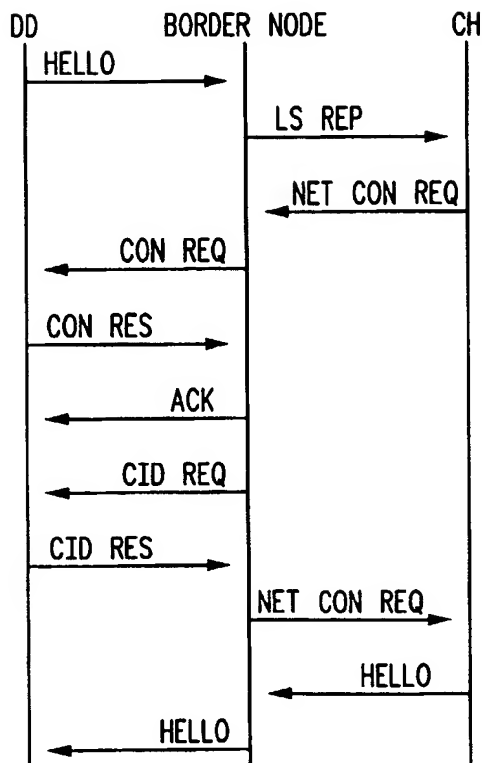 DD BORDER NODE CH
HELLO
LS REP
NET CON REQ
CON REQ
CON RES
ACK
CID REQ
CID RES
NET CON REQ
HELLO
HELLO